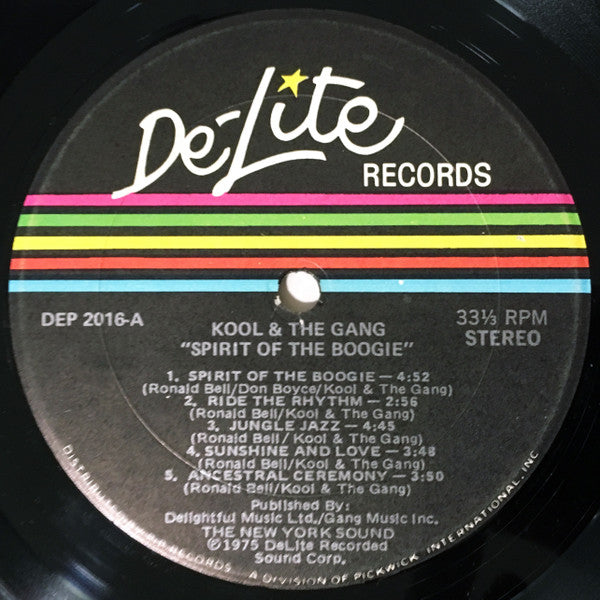 De-Lite
RECORDS
DEP 2016-A
33⅓ RPM
STEREO
KOOL & THE GANG
"SPIRIT OF THE BOOGIE"
1. SPIRIT OF THE BOOGIE — 4:52
(Ronald Bell/Don Boyce/Kool & The Gang)
2. RIDE THE RHYTHM — 2:56
(Ronald Bell/Kool & The Gang)
3. JUNGLE JAZZ — 4:45
(Ronald Bell / Kool & The Gang)
4. SUNSHINE AND LOVE — 3:48
(Ronald Bell/Kool & The Gang)
5. ANCESTRAL CEREMONY — 3:50
(Ronald Bell/Kool & The Gang)
Published By:
Delightful Music Ltd./Gang Music Inc.
THE NEW YORK SOUND
©1975 DeLite Recorded
Sound Corp.
RECORDS A DIVISION OF PICKWICK INTERNATIONAL, INC